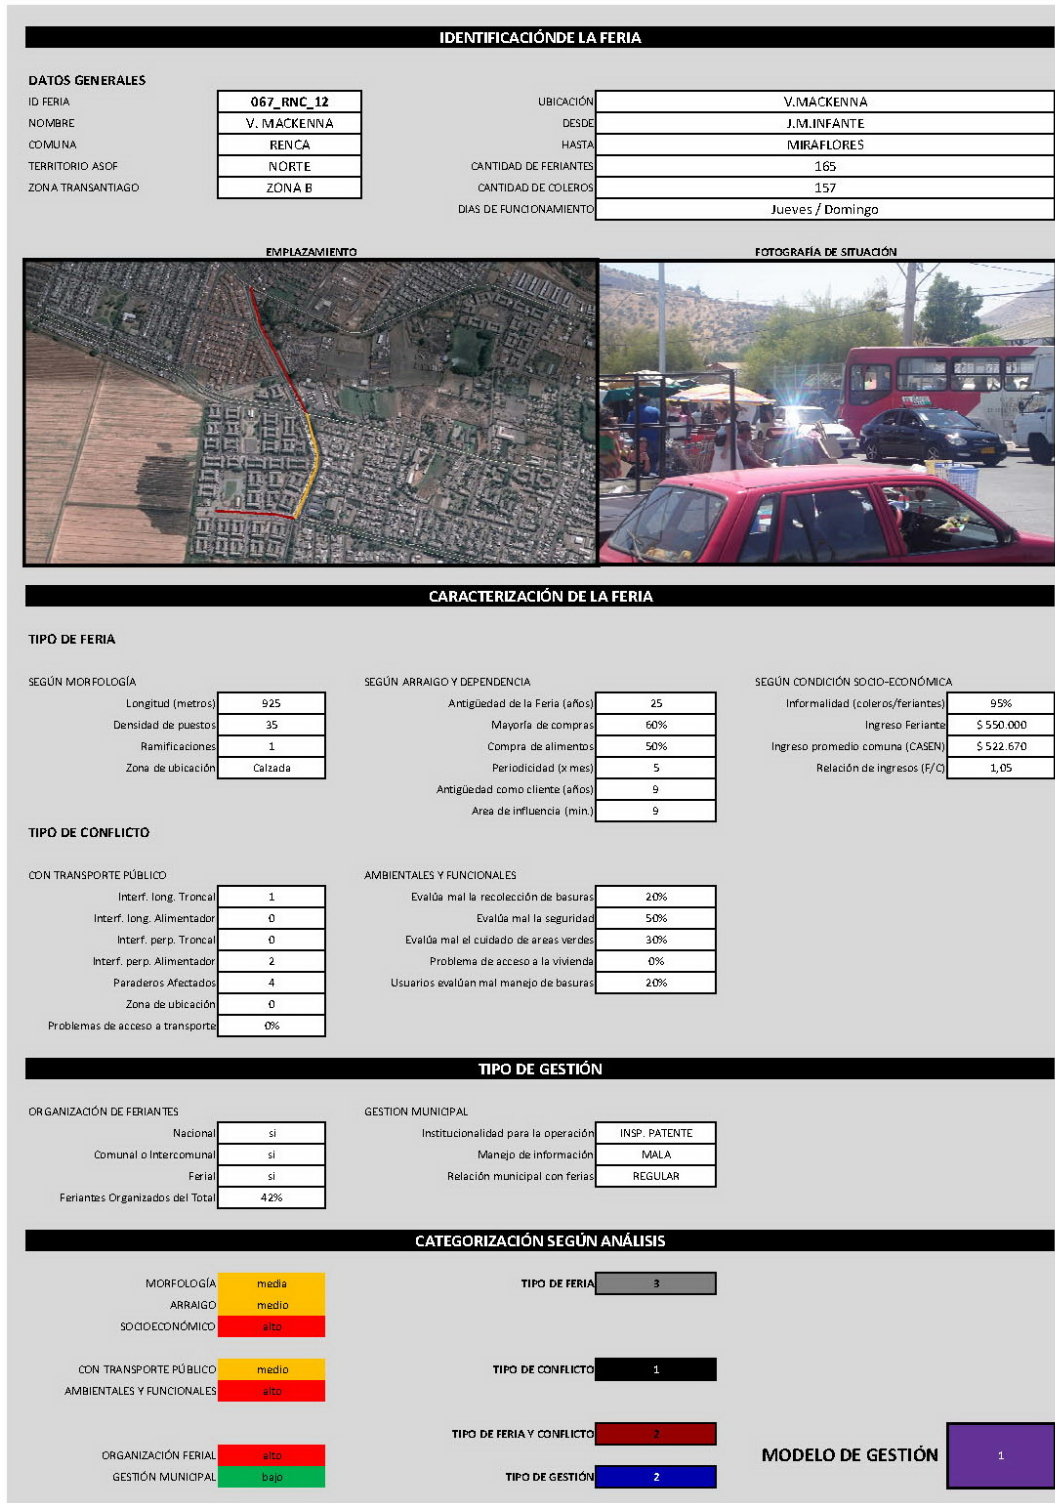 IDENTIFICACIÓNDE LA FERIA
DATOS GENERALES
ID FERIA 067_RNC_12
NOMBRE V. MACKENNA
COMUNA RENCA
TERRITORIO ASOF NORTE
ZONA TRANSANTIAGO ZONA B
UBICACIÓN V.MACKENNA
DESDE J.M.INFANTE
HASTA MIRAFLORES
CANTIDAD DE FERIANTES 165
CANTIDAD DE COLEROS 157
DIAS DE FUNCIONAMIENTO Jueves / Domingo
EMPLAZAMIENTO
FOTOGRAFÍA DE SITUACIÓN
CARACTERIZACIÓN DE LA FERIA
TIPO DE FERIA
SEGÚN MORFOLOGÍA
Longitud (metros) 925
Densidad de puestos 35
Ramificaciones 1
Zona de ubicación Calzada
SEGÚN ARRAIGO Y DEPENDENCIA
Antigüedad de la Feria (años) 25
Mayoría de compras 60%
Compra de alimentos 50%
Periodicidad (x mes) 5
Antigüedad como cliente (años) 9
Area de influencia (min.) 9
SEGÚN CONDICIÓN SOCIO-ECONÓMICA
Informalidad (coleros/feriantes) 95%
Ingreso Feriante $ 550.000
Ingreso promedio comuna (CASEN) $ 522.670
Relación de ingresos (F/C) 1,05
TIPO DE CONFLICTO
CON TRANSPORTE PÚBLICO
Interf. long. Troncal 1
Interf. long. Alimentador 0
Interf. perp. Troncal 0
Interf. perp. Alimentador 2
Paraderos Afectados 4
Zona de ubicación 0
Problemas de acceso a transporte 0%
AMBIENTALES Y FUNCIONALES
Evalúa mal la recolección de basuras 20%
Evalúa mal la seguridad 50%
Evalúa mal el cuidado de areas verdes 30%
Problema de acceso a la vivienda 0%
Usuarios evalúan mal manejo de basuras 20%
TIPO DE GESTIÓN
ORGANIZACIÓN DE FERIANTES
Nacional si
Comunal o Intercomunal si
Ferial si
Feriantes Organizados del Total 42%
GESTION MUNICIPAL
Institucionalidad para la operación INSP. PATENTE
Manejo de información MALA
Relación municipal con ferias REGULAR
CATEGORIZACIÓN SEGÚN ANÁLISIS
MORFOLOGÍA media
ARRAIGO medio
SOCIOECONÓMICO alto
TIPO DE FERIA 3
CON TRANSPORTE PÚBLICO medio
AMBIENTALES Y FUNCIONALES alto
TIPO DE CONFLICTO 1
TIPO DE FERIA Y CONFLICTO 2
ORGANIZACIÓN FERIAL alto
GESTIÓN MUNICIPAL bajo
TIPO DE GESTIÓN 2
MODELO DE GESTIÓN 1